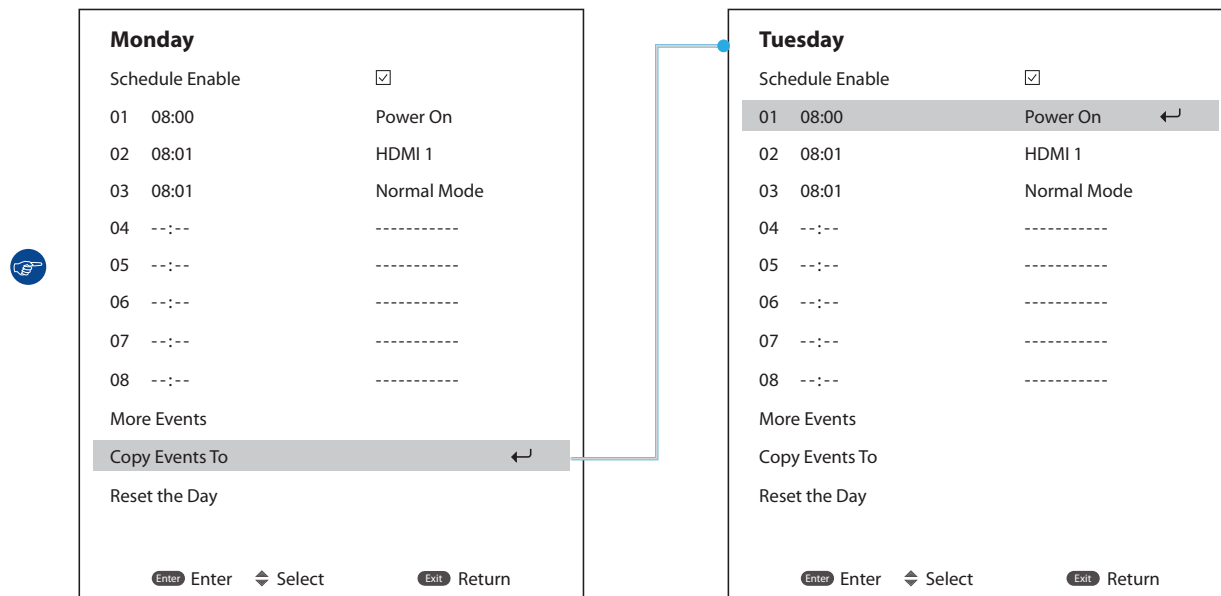 Monday
Schedule Enable
01 08:00 Power On
02 08:01 HDMI 1
03 08:01 Normal Mode
04 --:-- -----------
05 --:-- -----------
06 --:-- -----------
07 --:-- -----------
08 --:-- -----------
More Events
Copy Events To
Reset the Day
Enter Enter Select Exit Return
Tuesday
Schedule Enable
01 08:00 Power On
02 08:01 HDMI 1
03 08:01 Normal Mode
04 --:-- -----------
05 --:-- -----------
06 --:-- -----------
07 --:-- -----------
08 --:-- -----------
More Events
Copy Events To
Reset the Day
Enter Enter Select Exit Return